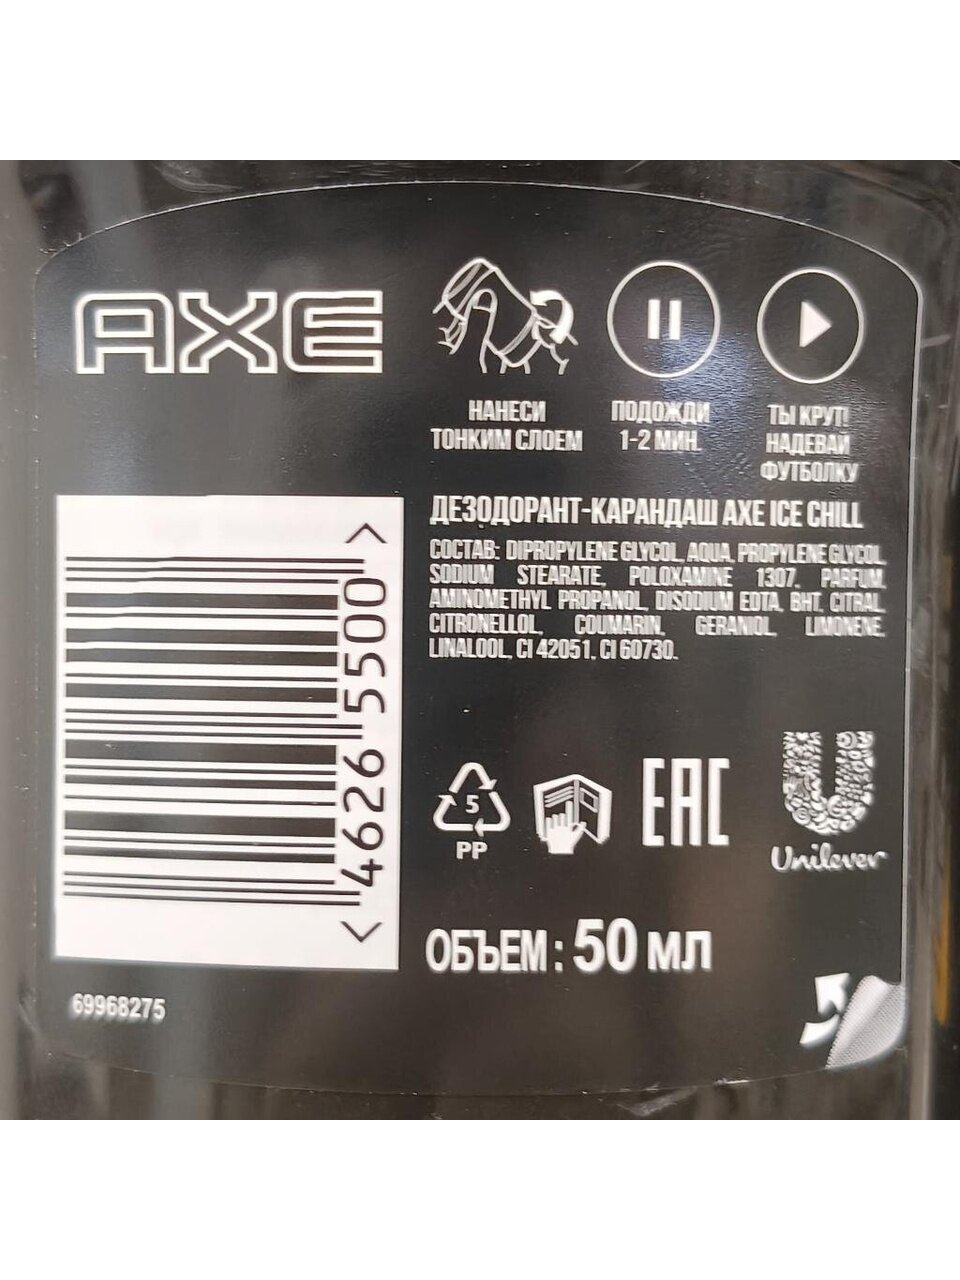 AXE
НАНЕСИ
ТОНКИМ СЛОЕМ
ПОДОЖДИ
1-2 МИН.
ТЫ КРУТ!
НАДЕВАЙ
ФУТБОЛКУ
ДЕЗОДОРАНТ-КАРАНДАШ AXE ICE CHILL
СОСТАВ: DIPROPYLENE GLYCOL, AQUA, PROPYLENE GLYCOL,
SODIUM STEARATE, POLOXAMINE 1307, PARFUM,
AMINOMETHYL PROPANOL, DISODIUM EDTA, BHT, CITRAL,
CITRONELLOL, COUMARIN, GERANIOL, LIMONENE,
LINALOOL, CI 42051, CI 60730.
<4626 5500>
5
PP
EAC
Unilever
ОБЪЕМ: 50 МЛ
69968275